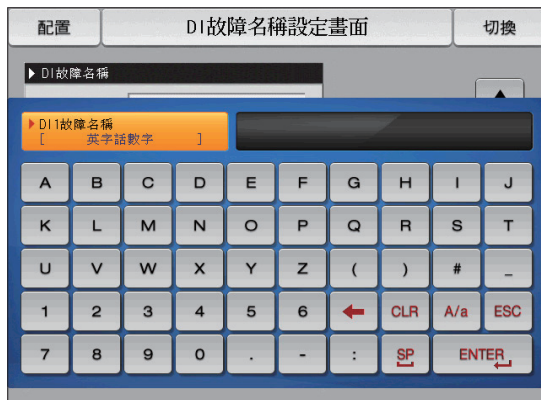 配置 DI故障名稱設定畫面 切換
DI故障名稱
DI1故障名稱
[ 英字話數字 ]
A B C D E F G H I J
K L M N O P Q R S T
U V W X Y Z ( ) # _
1 2 3 4 5 6 ← CLR A/a ESC
7 8 9 0 . - : SP ENTER